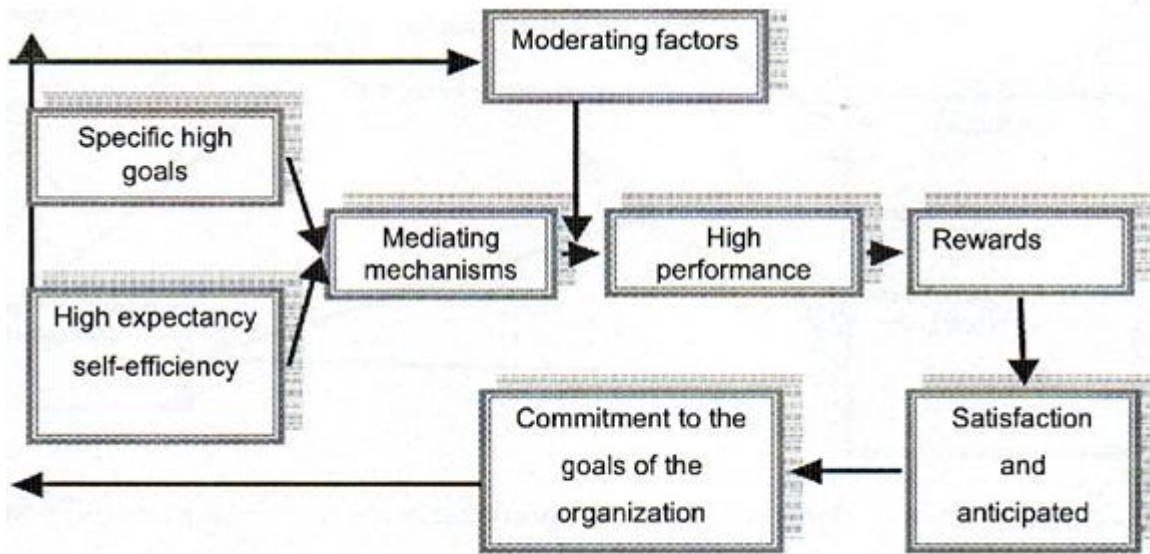 Moderating factors
Specific high
goals
Mediating
mechanisms
High
performance
Rewards
High expectancy
self-efficiency
Commitment to the
goals of the
organization
Satisfaction
and
anticipated